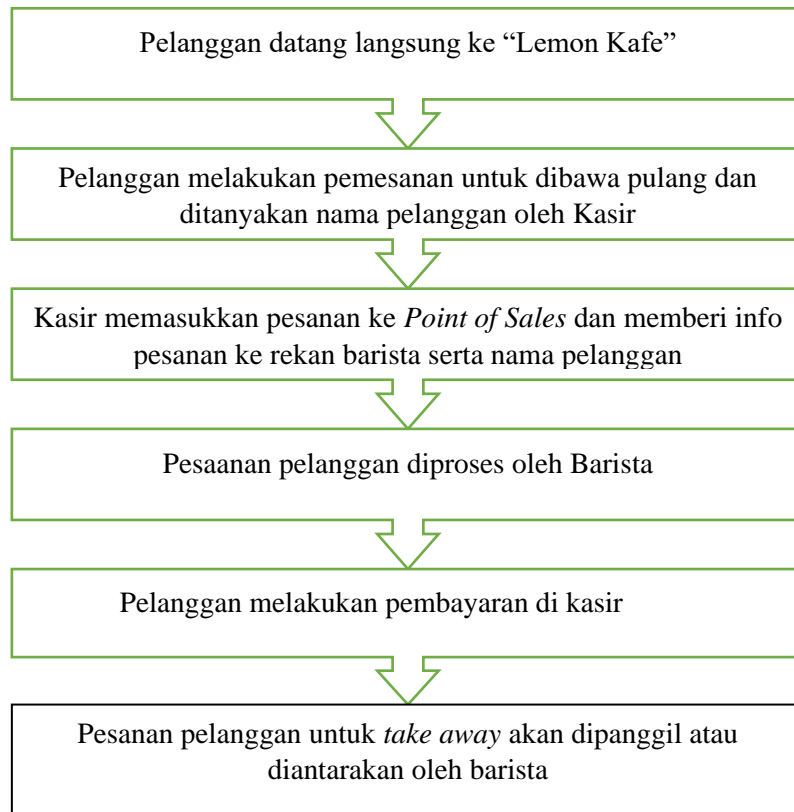 Pelanggan datang langsung ke “Lemon Kafe”
Pelanggan melakukan pemesanan untuk dibawa pulang dan
ditanyakan nama pelanggan oleh Kasir
Kasir memasukkan pesanan ke Point of Sales dan memberi info
pesanan ke rekan barista serta nama pelanggan
Pesaanan pelanggan diproses oleh Barista
Pelanggan melakukan pembayaran di kasir
Pesanan pelanggan untuk take away akan dipanggil atau
diantarakan oleh barista